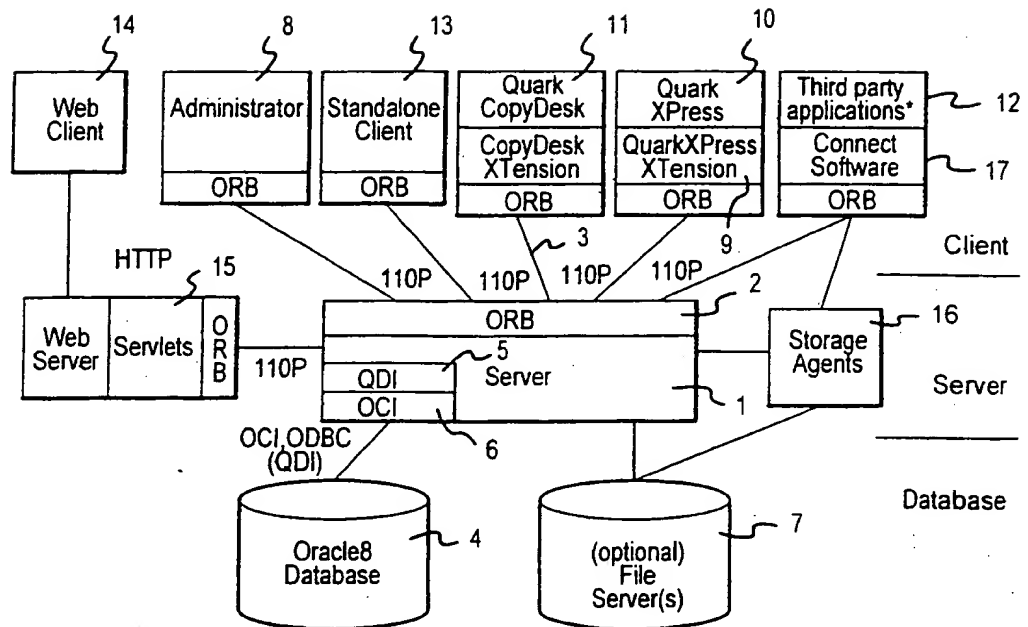 14
8
13
11
10
Web
Client
Administrator
ORB
Standalone
Client
ORB
Quark
CopyDesk
CopyDesk
XTension
ORB
Quark
XPress
QuarkXPress
XTension
ORB
Third party
applications*
Connect
Software
ORB
12
17
3
9
Client
HTTP
15
110P
110P
110P
110P
2
Web
Server
Servlets
ORB
110P
ORB
5
QDI
Server
OCI
1
6
Storage
Agents
16
Server
OCI,ODBC
(QDI)
Database
Oracle8
Database
4
(optional)
File
Server(s)
7